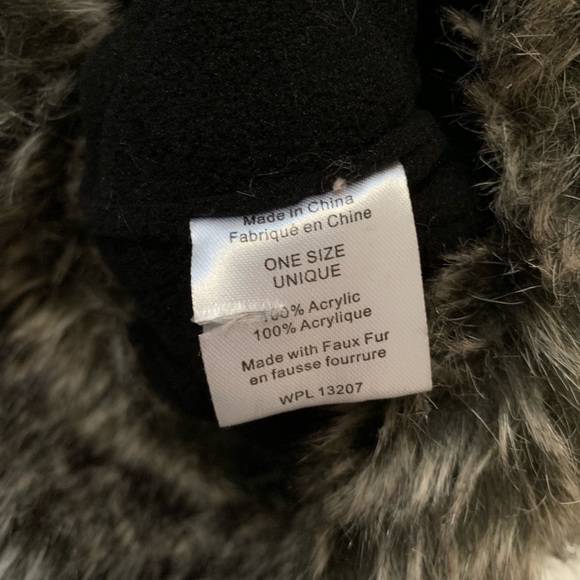 Made in China
Fabriqué en Chine
ONE SIZE
UNIQUE
100% Acrylic
100% Acrylique
Made with Faux Fur
en fausse fourrure
WPL 13207